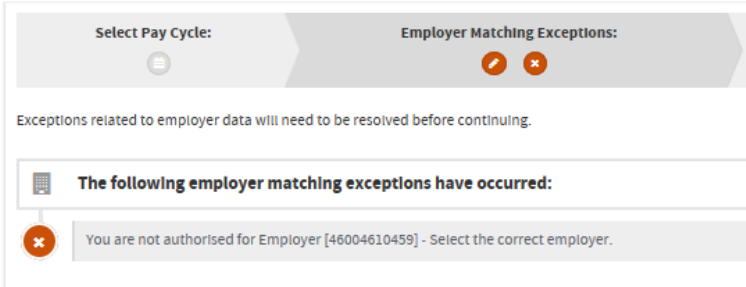 Select Pay Cycle:
Employer Matching Exceptions:
Exceptions related to employer data will need to be resolved before continuing.
The following employer matching exceptions have occurred:
You are not authorised for Employer [46004610459] - Select the correct employer.